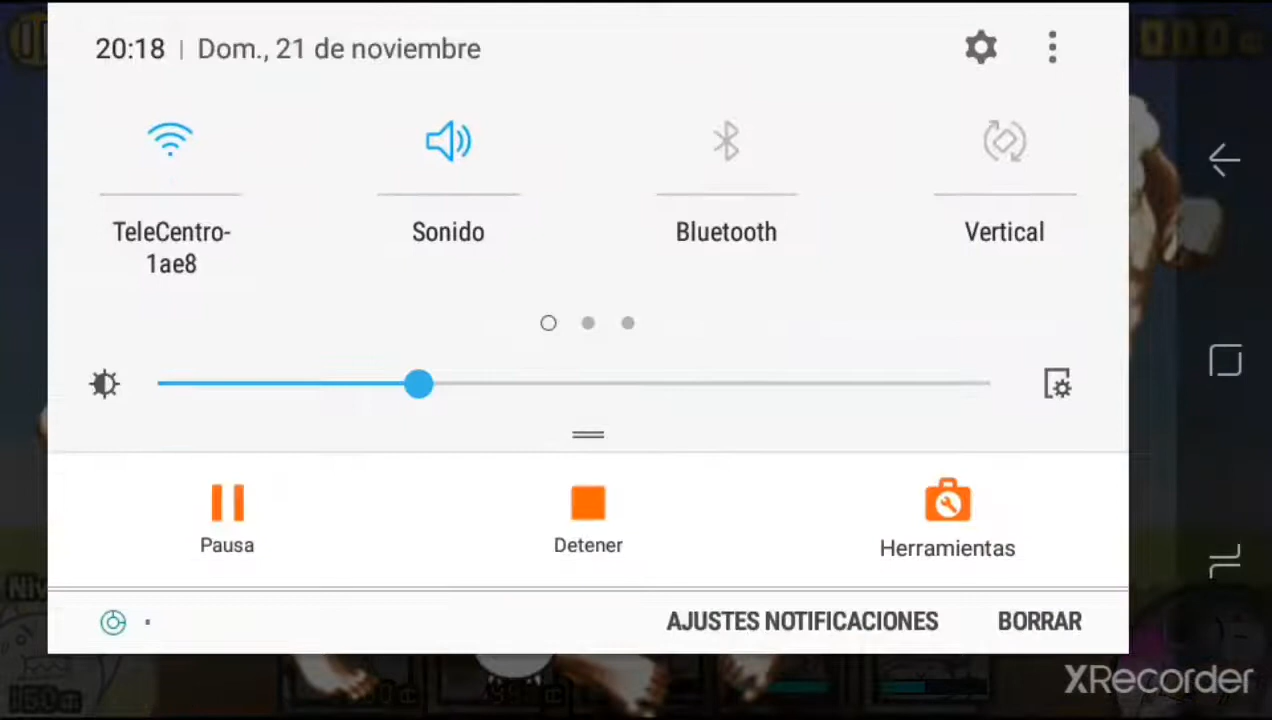 20:18 | Dom., 21 de noviembre
TeleCentro-
1ae8
Sonido
Bluetooth
Vertical
Pausa
Detener
Herramientas
AJUSTES NOTIFICACIONES
BORRAR
XRecorder